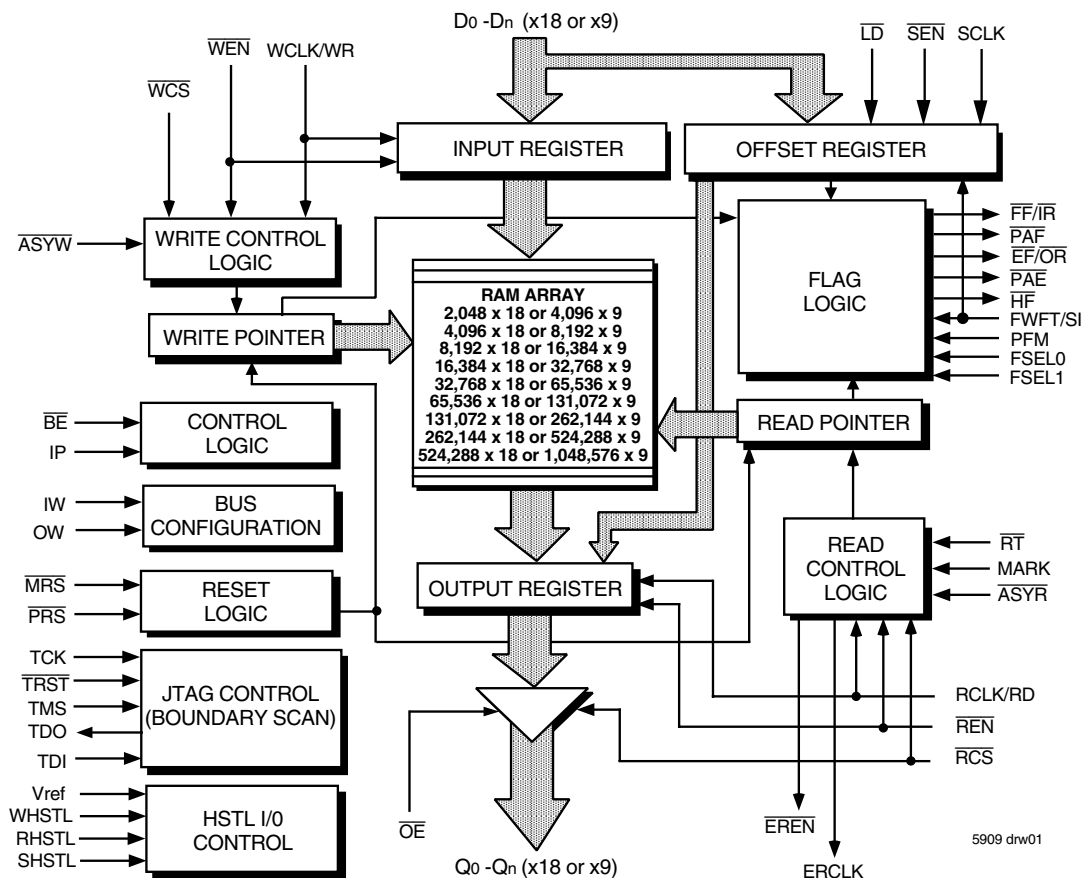 D0 -Dn (x18 or x9)
LD SEN SCLK
WEN WCLK/WR
WCS
INPUT REGISTER
OFFSET REGISTER
ASYW
WRITE CONTROL
LOGIC
FF/IR
PAF
EF/OR
PAE
HF
FWFT/SI
PFM
FSEL0
FSEL1
FLAG
LOGIC
WRITE POINTER
RAM ARRAY
2,048 x 18 or 4,096 x 9
4,096 x 18 or 8,192 x 9
8,192 x 18 or 16,384 x 9
16,384 x 18 or 32,768 x 9
32,768 x 18 or 65,536 x 9
65,536 x 18 or 131,072 x 9
131,072 x 18 or 262,144 x 9
262,144 x 18 or 524,288 x 9
524,288 x 18 or 1,048,576 x 9
READ POINTER
BE
IP
CONTROL
LOGIC
IW
OW
BUS
CONFIGURATION
READ
CONTROL
LOGIC
RT
MARK
ASYR
MRS
PRS
RESET
LOGIC
OUTPUT REGISTER
TCK
TRST
TMS
TDO
TDI
JTAG CONTROL
(BOUNDARY SCAN)
RCLK/RD
REN
RCS
Vref
WHSTL
RHSTL
SHSTL
HSTL I/0
CONTROL
OE
EREN
ERCLK
5909 drw01
Q0 -Qn (x18 or x9)